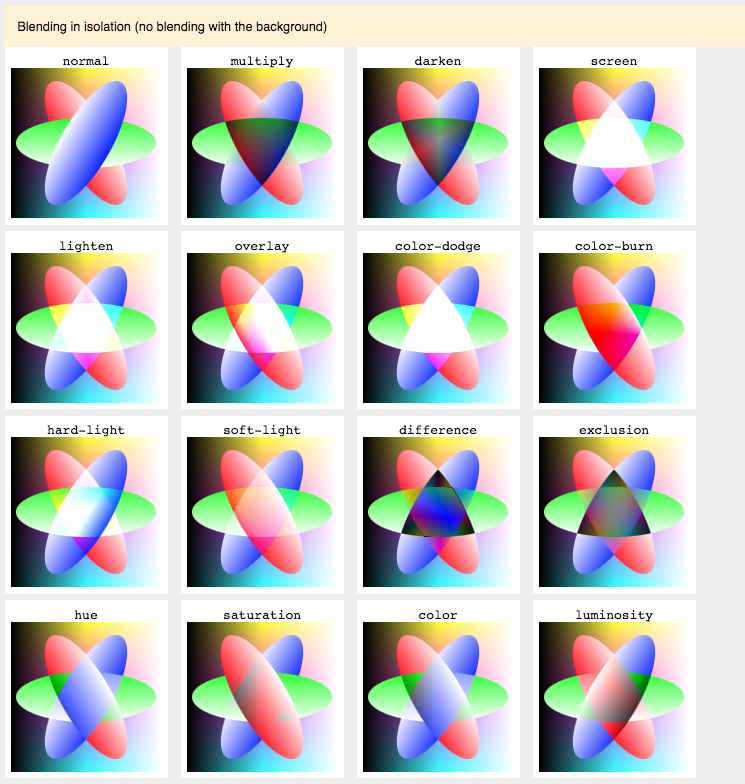 Blending in isolation (no blending with the background)
normal
multiply
darken
screen
lighten
overlay
color-dodge
color-burn
hard-light
soft-light
difference
exclusion
hue
saturation
color
luminosity